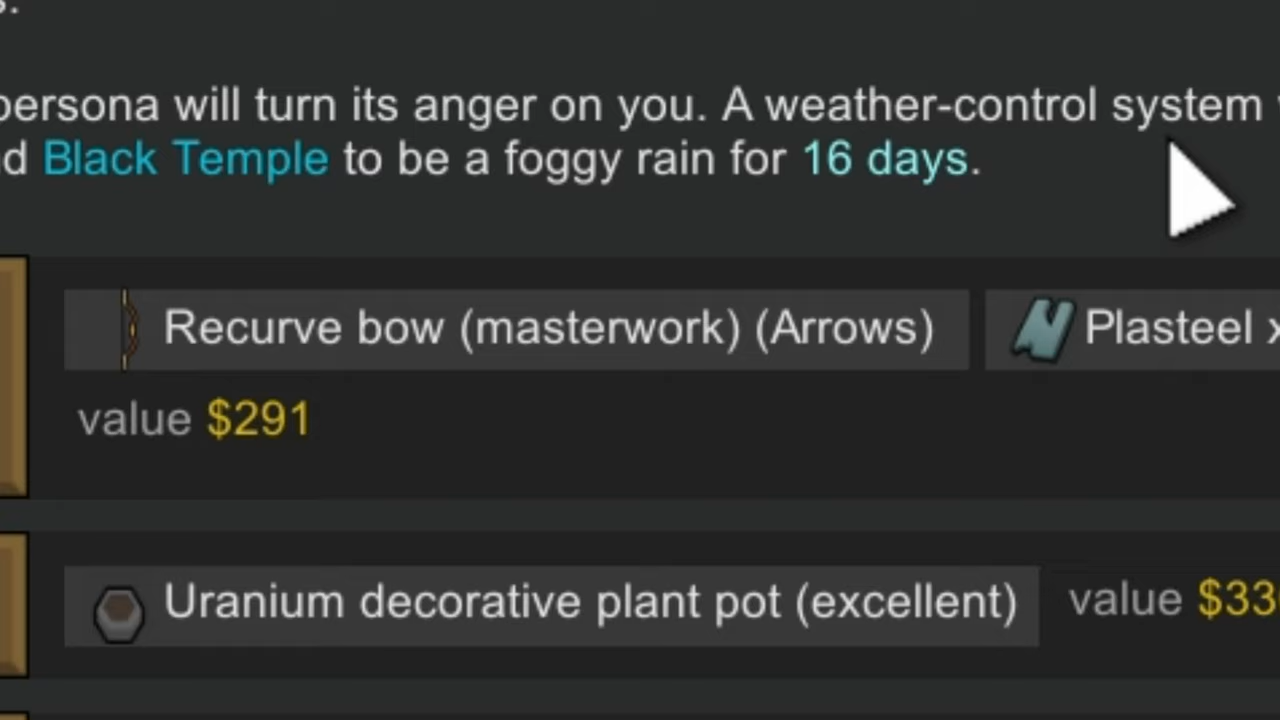 s.
persona will turn its anger on you. A weather-control system
Black Temple to be a foggy rain for 16 days.
Recurve bow (masterwork) (Arrows) Plasteel x
value $291
Uranium decorative plant pot (excellent) value $33